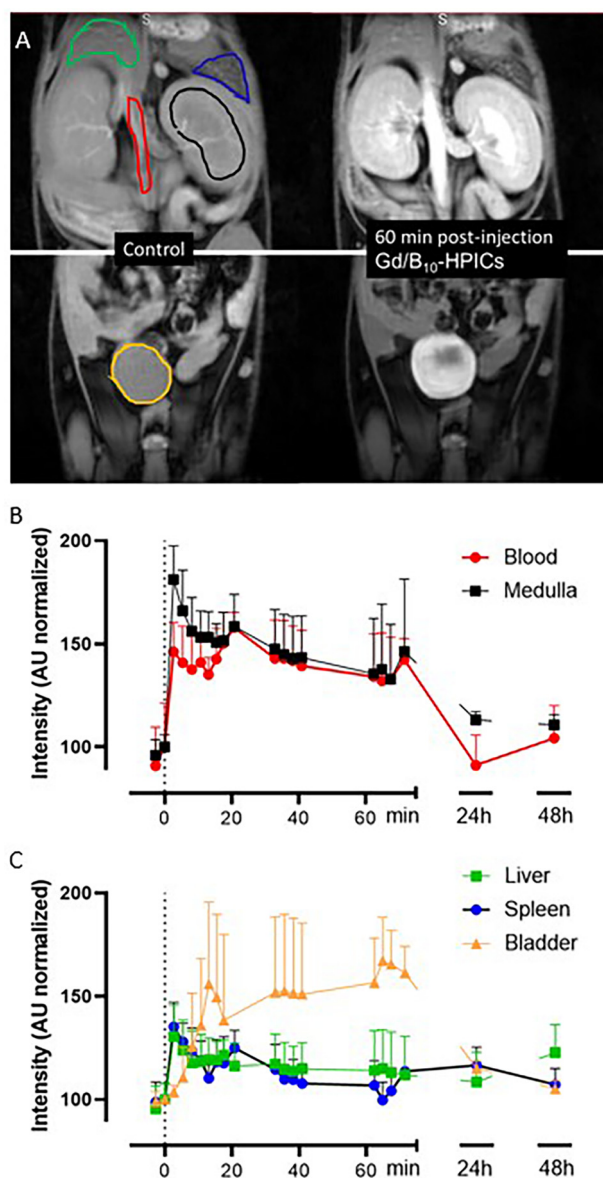 A
S
S
Control
60 min post-injection
Gd/B₁₀-HPICs
B
200
150
100
Intensity (AU normalized)
Blood
Medulla
0 20 40 60 min 24h 48h
C
200
150
100
Intensity (AU normalized)
Liver
Spleen
Bladder
0 20 40 60 min 24h 48h